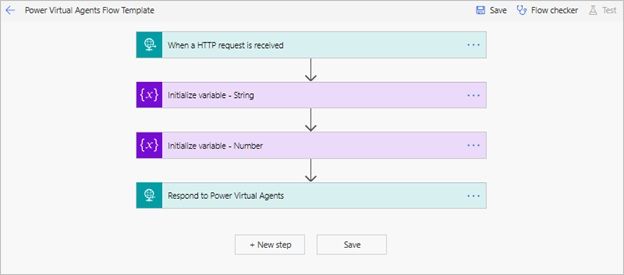 Power Virtual Agents Flow Template
Save
Flow checker
Test
When a HTTP request is received
{x} Initialize variable - String
{x} Initialize variable - Number
Respond to Power Virtual Agents
+ New step
Save